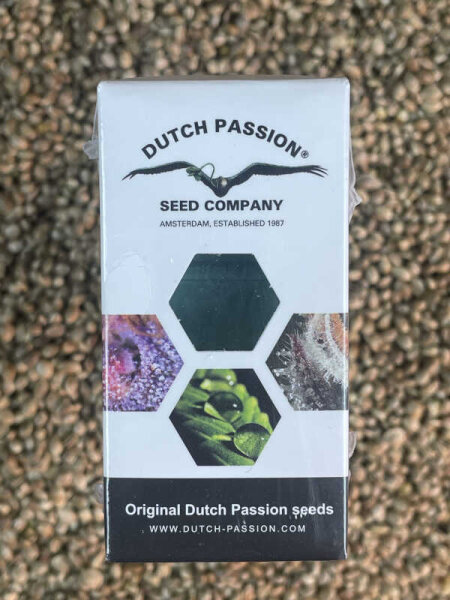 DUTCH PASSION®
SEED COMPANY
AMSTERDAM, ESTABLISHED 1987
Original Dutch Passion seeds
WWW.DUTCH-PASSION.COM